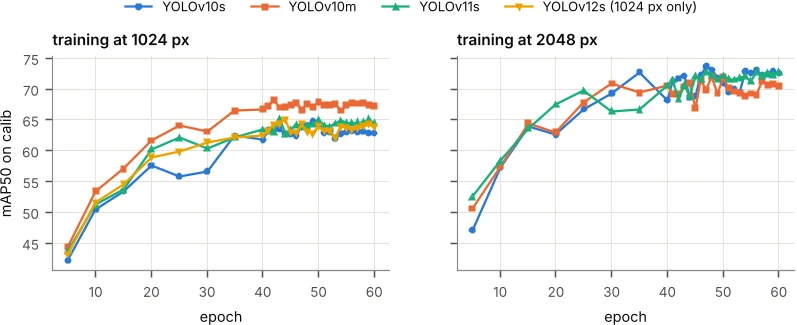 YOLOv10s YOLOv10m YOLOv11s YOLOv12s (1024 px only)
training at 1024 px
training at 2048 px
mAP50 on calib
75
70
65
60
55
50
45
10 20 30 40 50 60
10 20 30 40 50 60
epoch
epoch